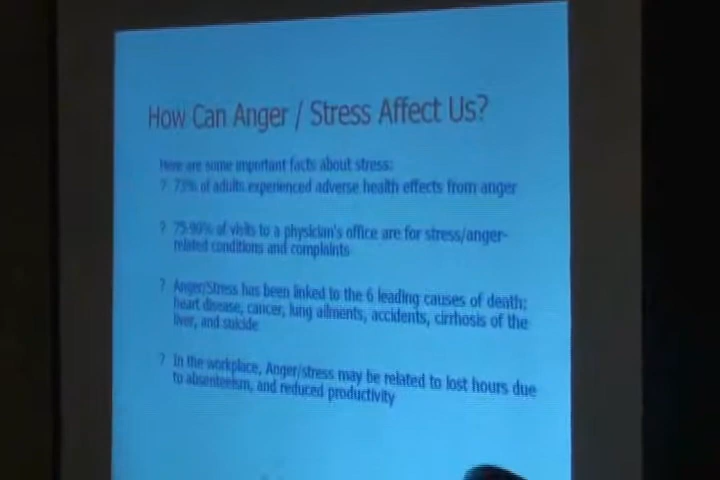 How Can Anger / Stress Affect Us?
Here are some important facts about stress:
? 73% of adults experienced adverse health effects from anger
? 75-90% of visits to a physician's office are for stress/anger-
related conditions and complaints
? Anger/Stress has been linked to the 6 leading causes of death;
heart disease, cancer, lung ailments, accidents, cirrhosis of the
liver, and suicide
? In the workplace, Anger/stress may be related to lost hours due
to absenteeism, and reduced productivity